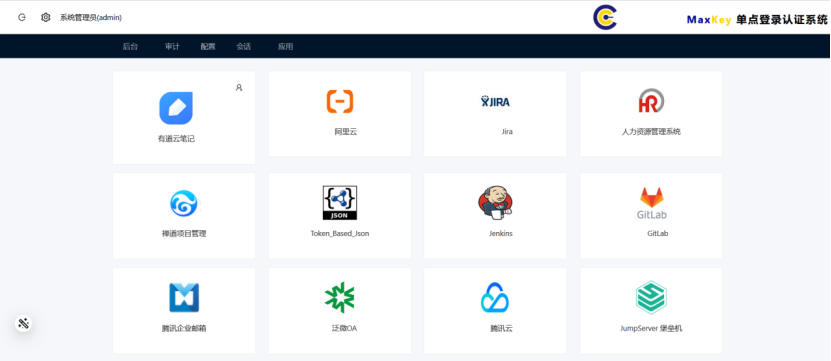 系统管理员(admin)
MaxKey 单点登录认证系统
后台 审计 配置 会话 应用
有道云笔记
阿里云
JIRA
Jira
HR
人力资源管理系统
禅道项目管理
JSON
Token_Based_Json
Jenkins
GitLab
GitLab
腾讯企业邮箱
泛微OA
腾讯云
JumpServer 堡垒机